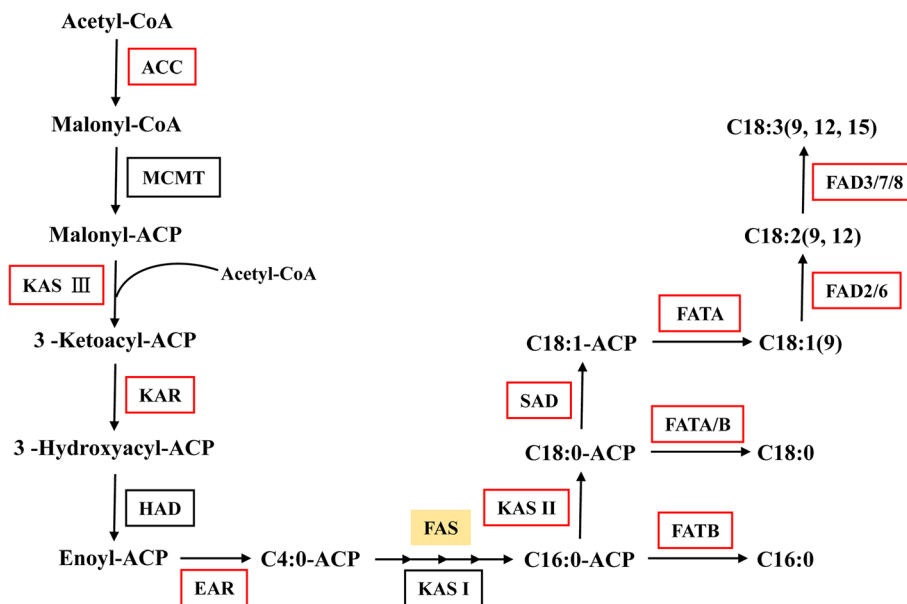 Acetyl-CoA
ACC
Malonyl-CoA
MCMT
Malonyl-ACP
KAS Ⅲ
Acetyl-CoA
3 -Ketoacyl-ACP
KAR
3 -Hydroxyacyl-ACP
HAD
Enoyl-ACP
EAR
C4:0-ACP
FAS
KAS I
C16:0-ACP
FATB
C16:0
KAS II
C18:0-ACP
FATA/B
C18:0
SAD
C18:1-ACP
FATA
C18:1(9)
FAD2/6
C18:2(9, 12)
FAD3/7/8
C18:3(9, 12, 15)